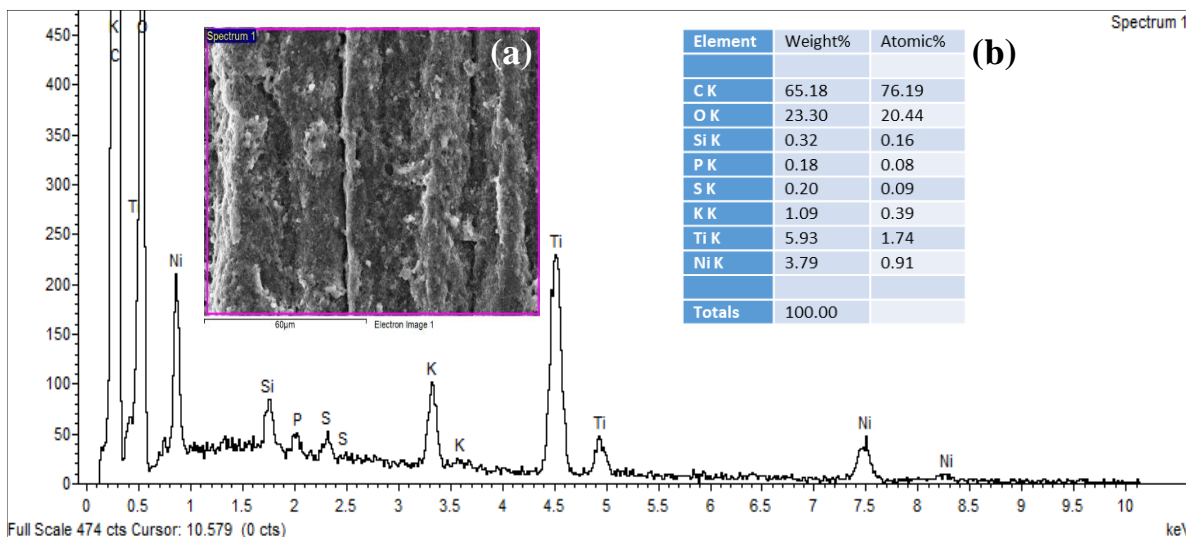 Spectrum 1
450
400
350
300
250
200
150
100
50
0
K
C
O
Ti
Ni
Si
P
S
S
K
K
Ti
Ti
Ni
Ni
Spectrum 1
(a)
60μm
Electron Image 1
(b)
Element Weight% Atomic%
C K 65.18 76.19
O K 23.30 20.44
Si K 0.32 0.16
P K 0.18 0.08
S K 0.20 0.09
K K 1.09 0.39
Ti K 5.93 1.74
Ni K 3.79 0.91
Totals 100.00
0 0.5 1 1.5 2 2.5 3 3.5 4 4.5 5 5.5 6 6.5 7 7.5 8 8.5 9 9.5 10
Full Scale 474 cts Cursor: 10.579 (0 cts)
keV